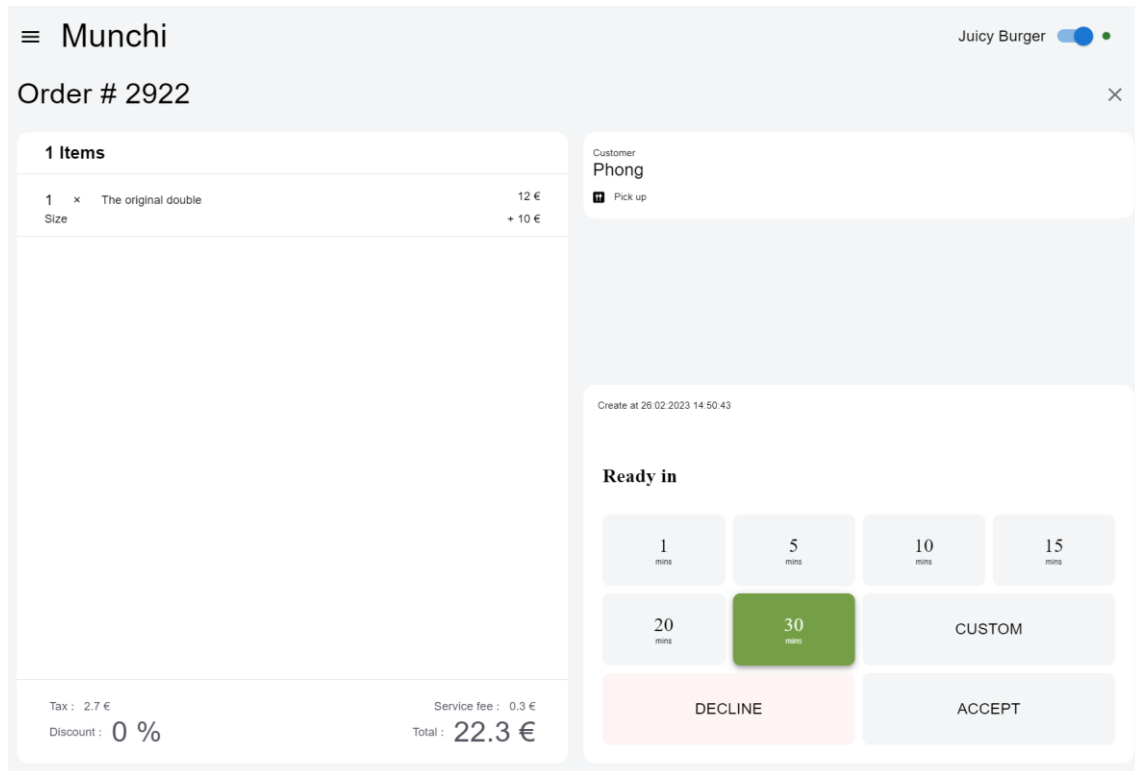 Munchi
Juicy Burger
Order # 2922
1 Items
1 × The original double 12 €
Size + 10 €
Customer
Phong
Pick up
Create at 26:02:2023 14:50:43
Ready in
1 mins
5 mins
10 mins
15 mins
20 mins
30 mins
CUSTOM
DECLINE
ACCEPT
Tax : 2.7 €
Service fee : 0.3 €
Discount : 0 %
Total : 22.3 €